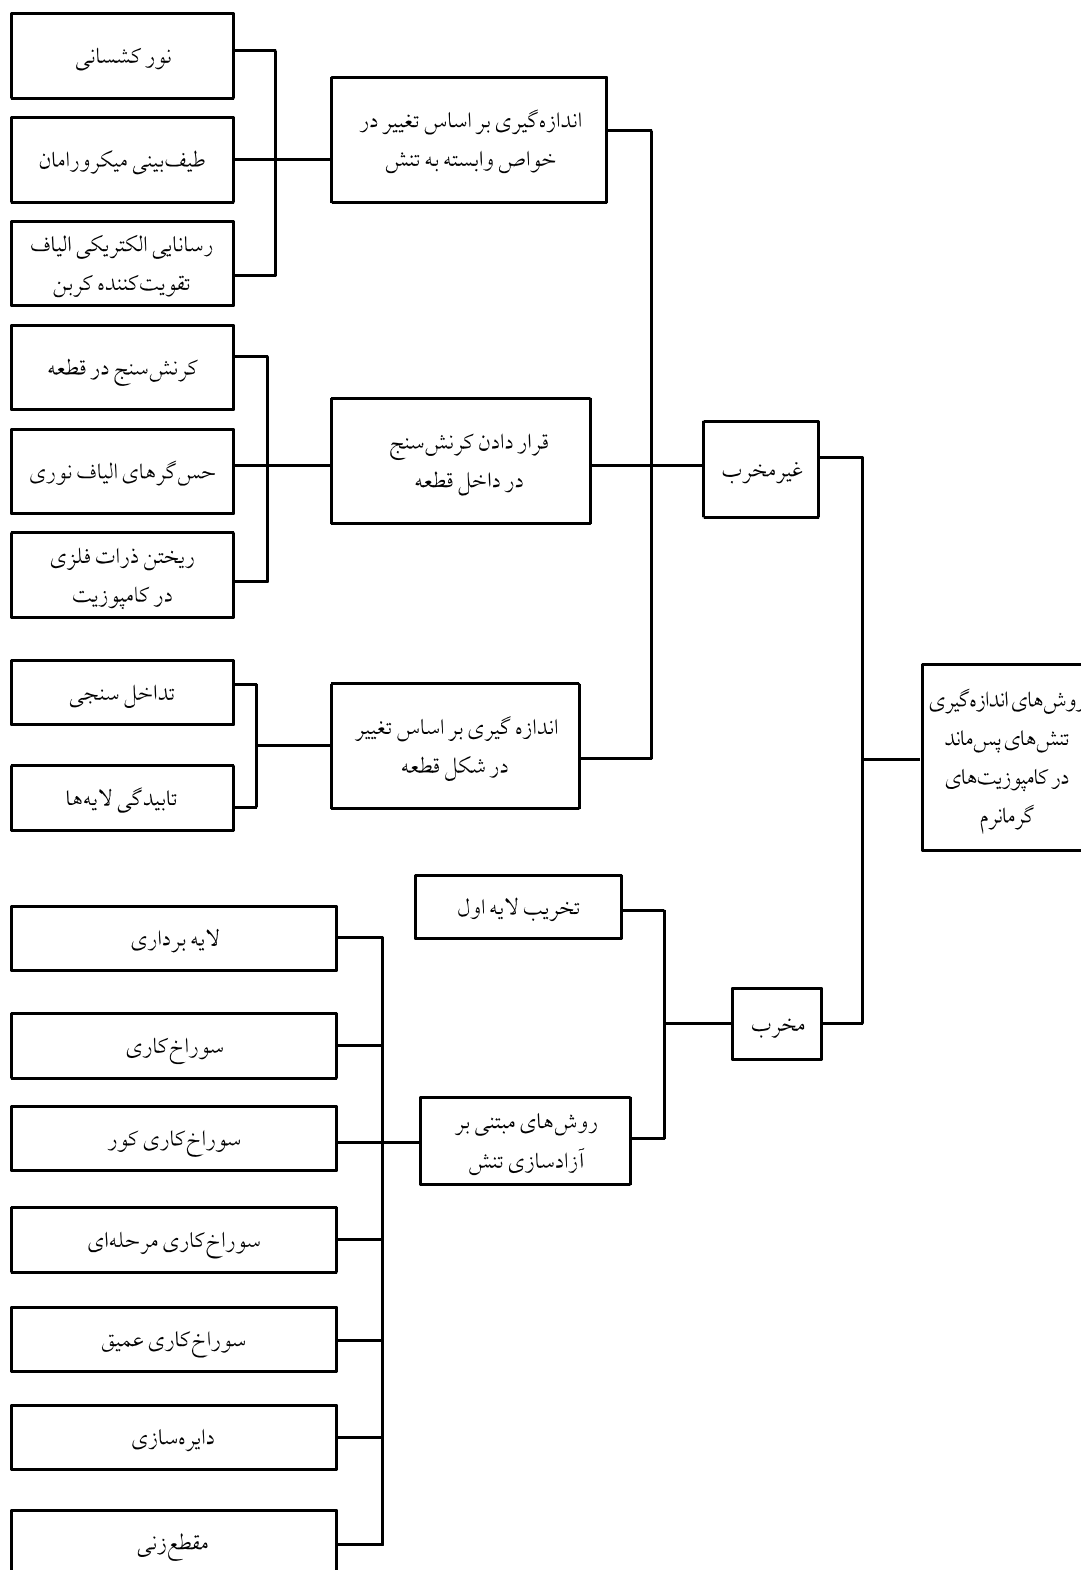 روش‌های اندازه‌گیری
تنش‌های پس‌ماند
در کامپوزیت‌های
گرمانرم
غیرمخرب
اندازه‌گیری بر اساس تغییر در
خواص وابسته به تنش
نور کشسانی
طیف‌بینی میکرورامان
رسانایی الکتریکی الیاف
تقویت‌کننده کربن
قرار دادن کرنش‌سنج
در داخل قطعه
کرنش‌سنج در قطعه
حس‌گرهای الیاف نوری
ریختن ذرات فلزی
در کامپوزیت
اندازه گیری بر اساس تغییر
در شکل قطعه
تداخل سنجی
تابیدگی لایه‌ها
مخرب
تخریب لایه اول
روش‌های مبتنی بر
آزادسازی تنش
لایه برداری
سوراخ‌کاری
سوراخ‌کاری کور
سوراخ‌کاری مرحله‌ای
سوراخ‌کاری عمیق
دایره‌سازی
مقطع‌زنی